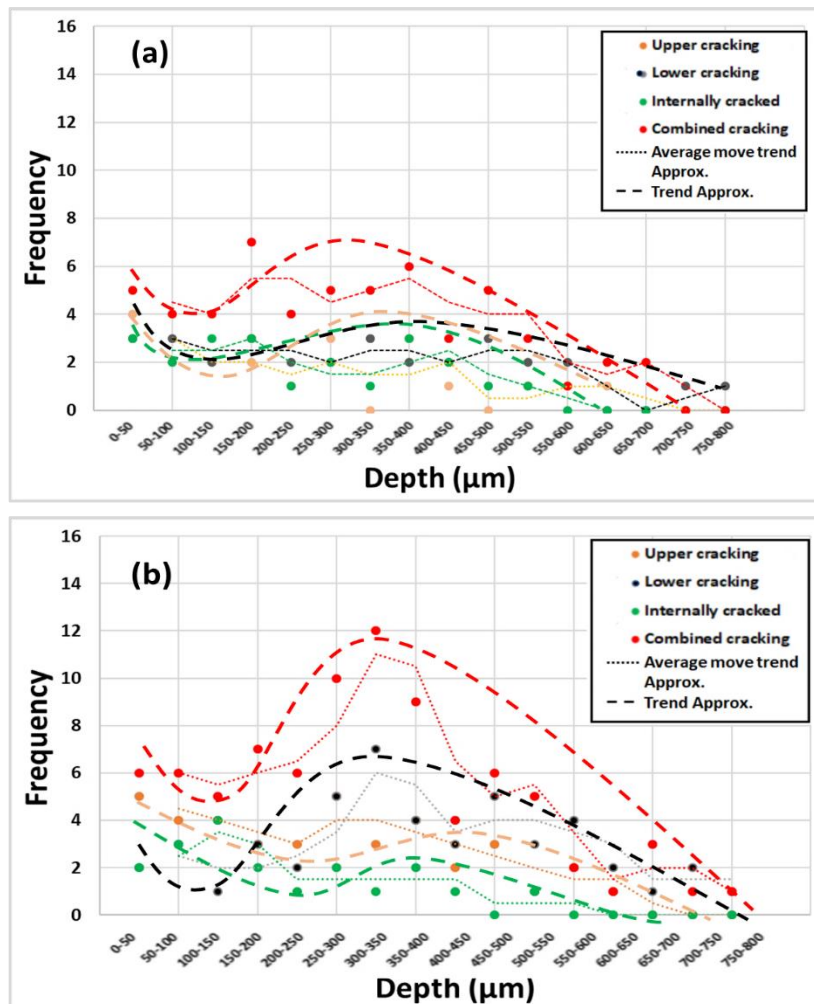 (a)
16
14
12
10
8
6
4
2
0
Frequency
Upper cracking
Lower cracking
Internally cracked
Combined cracking
Average move trend
Approx.
Trend Approx.
0-50
50-100
100-150
150-200
200-250
250-300
300-350
350-400
400-450
450-500
500-550
550-600
600-650
650-700
700-750
750-800
Depth (µm)
(b)
16
14
12
10
8
6
4
2
0
Frequency
Upper cracking
Lower cracking
Internally cracked
Combined cracking
Average move trend
Approx.
Trend Approx.
0-50
50-100
100-150
150-200
200-250
250-300
300-350
350-400
400-450
450-500
500-550
550-600
600-650
650-700
700-750
750-800
Depth (µm)